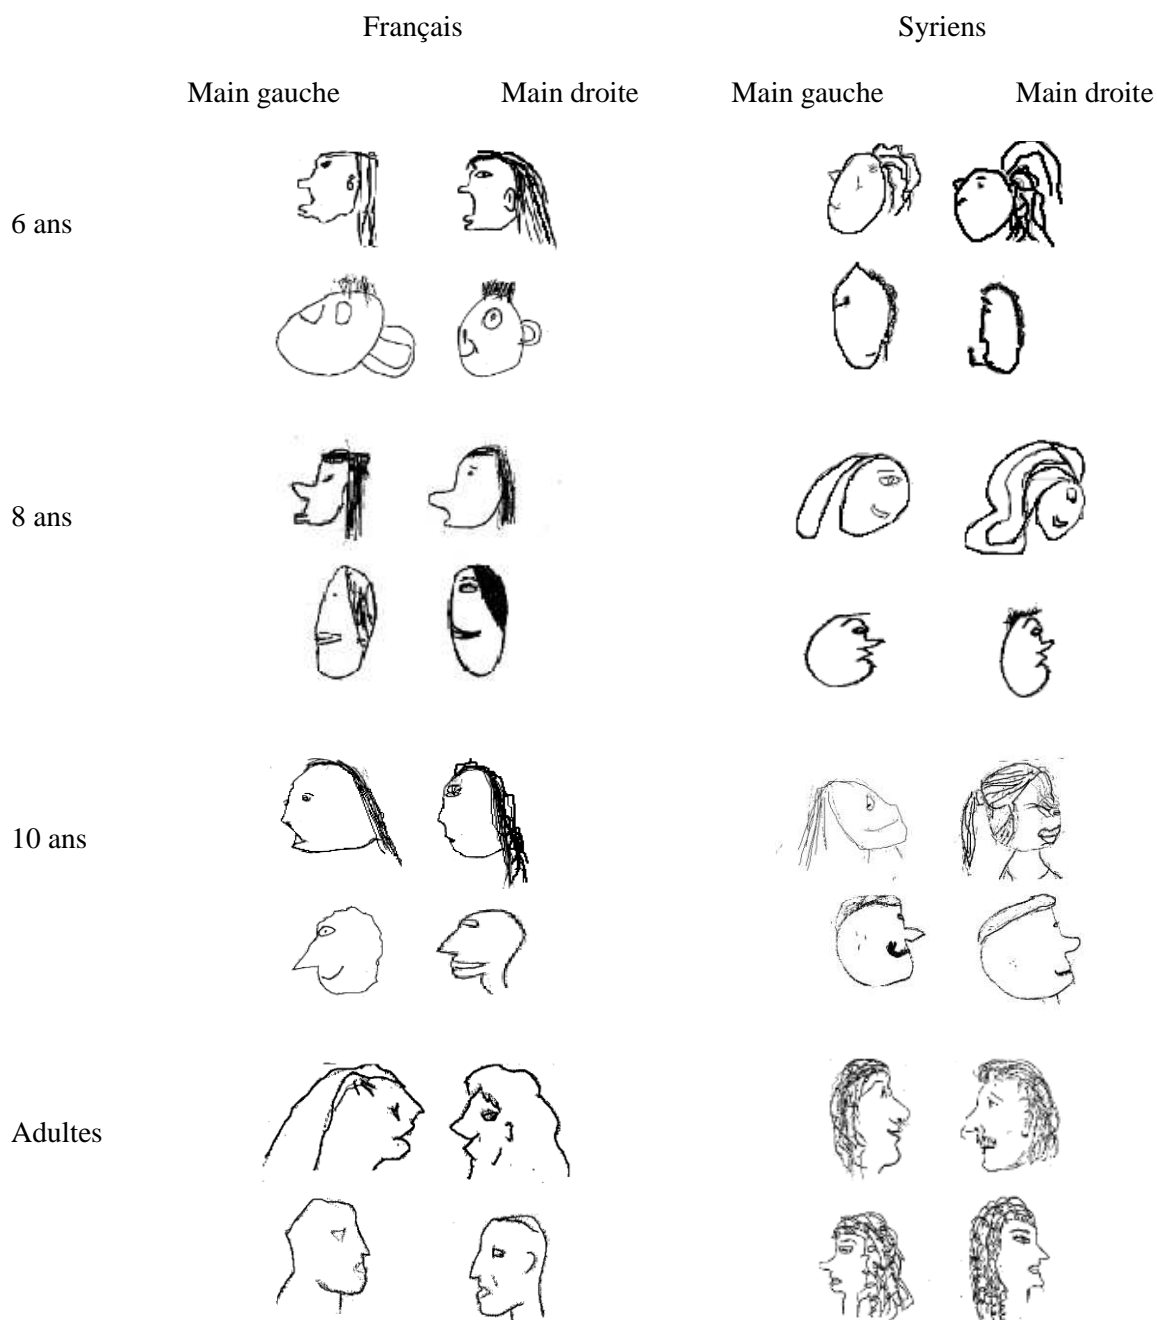 Français Syriens
Main gauche Main droite Main gauche Main droite
6 ans
8 ans
10 ans
Adultes